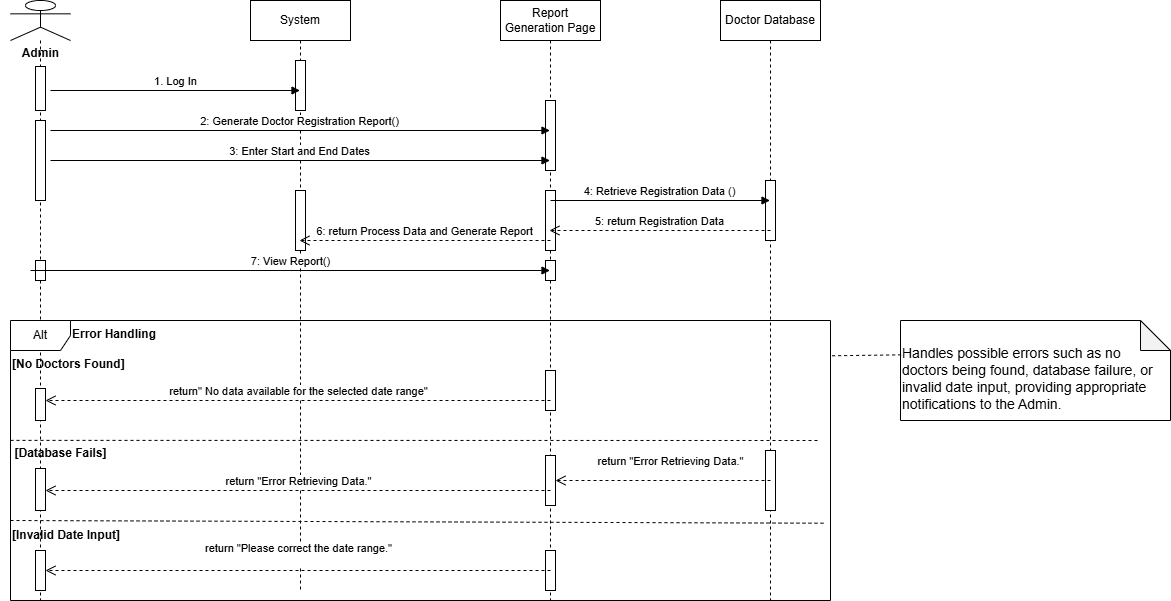 System
Report
Generation Page
Doctor Database
Admin
1. Log In
2: Generate Doctor Registration Report()
3: Enter Start and End Dates
4: Retrieve Registration Data ()
5: return Registration Data
6: return Process Data and Generate Report
7: View Report()
Alt
Error Handling
[No Doctors Found]
return" No data available for the selected date range"
Handles possible errors such as no
doctors being found, database failure, or
invalid date input, providing appropriate
notifications to the Admin.
[Database Fails]
return "Error Retrieving Data."
return "Error Retrieving Data."
[Invalid Date Input]
return "Please correct the date range."